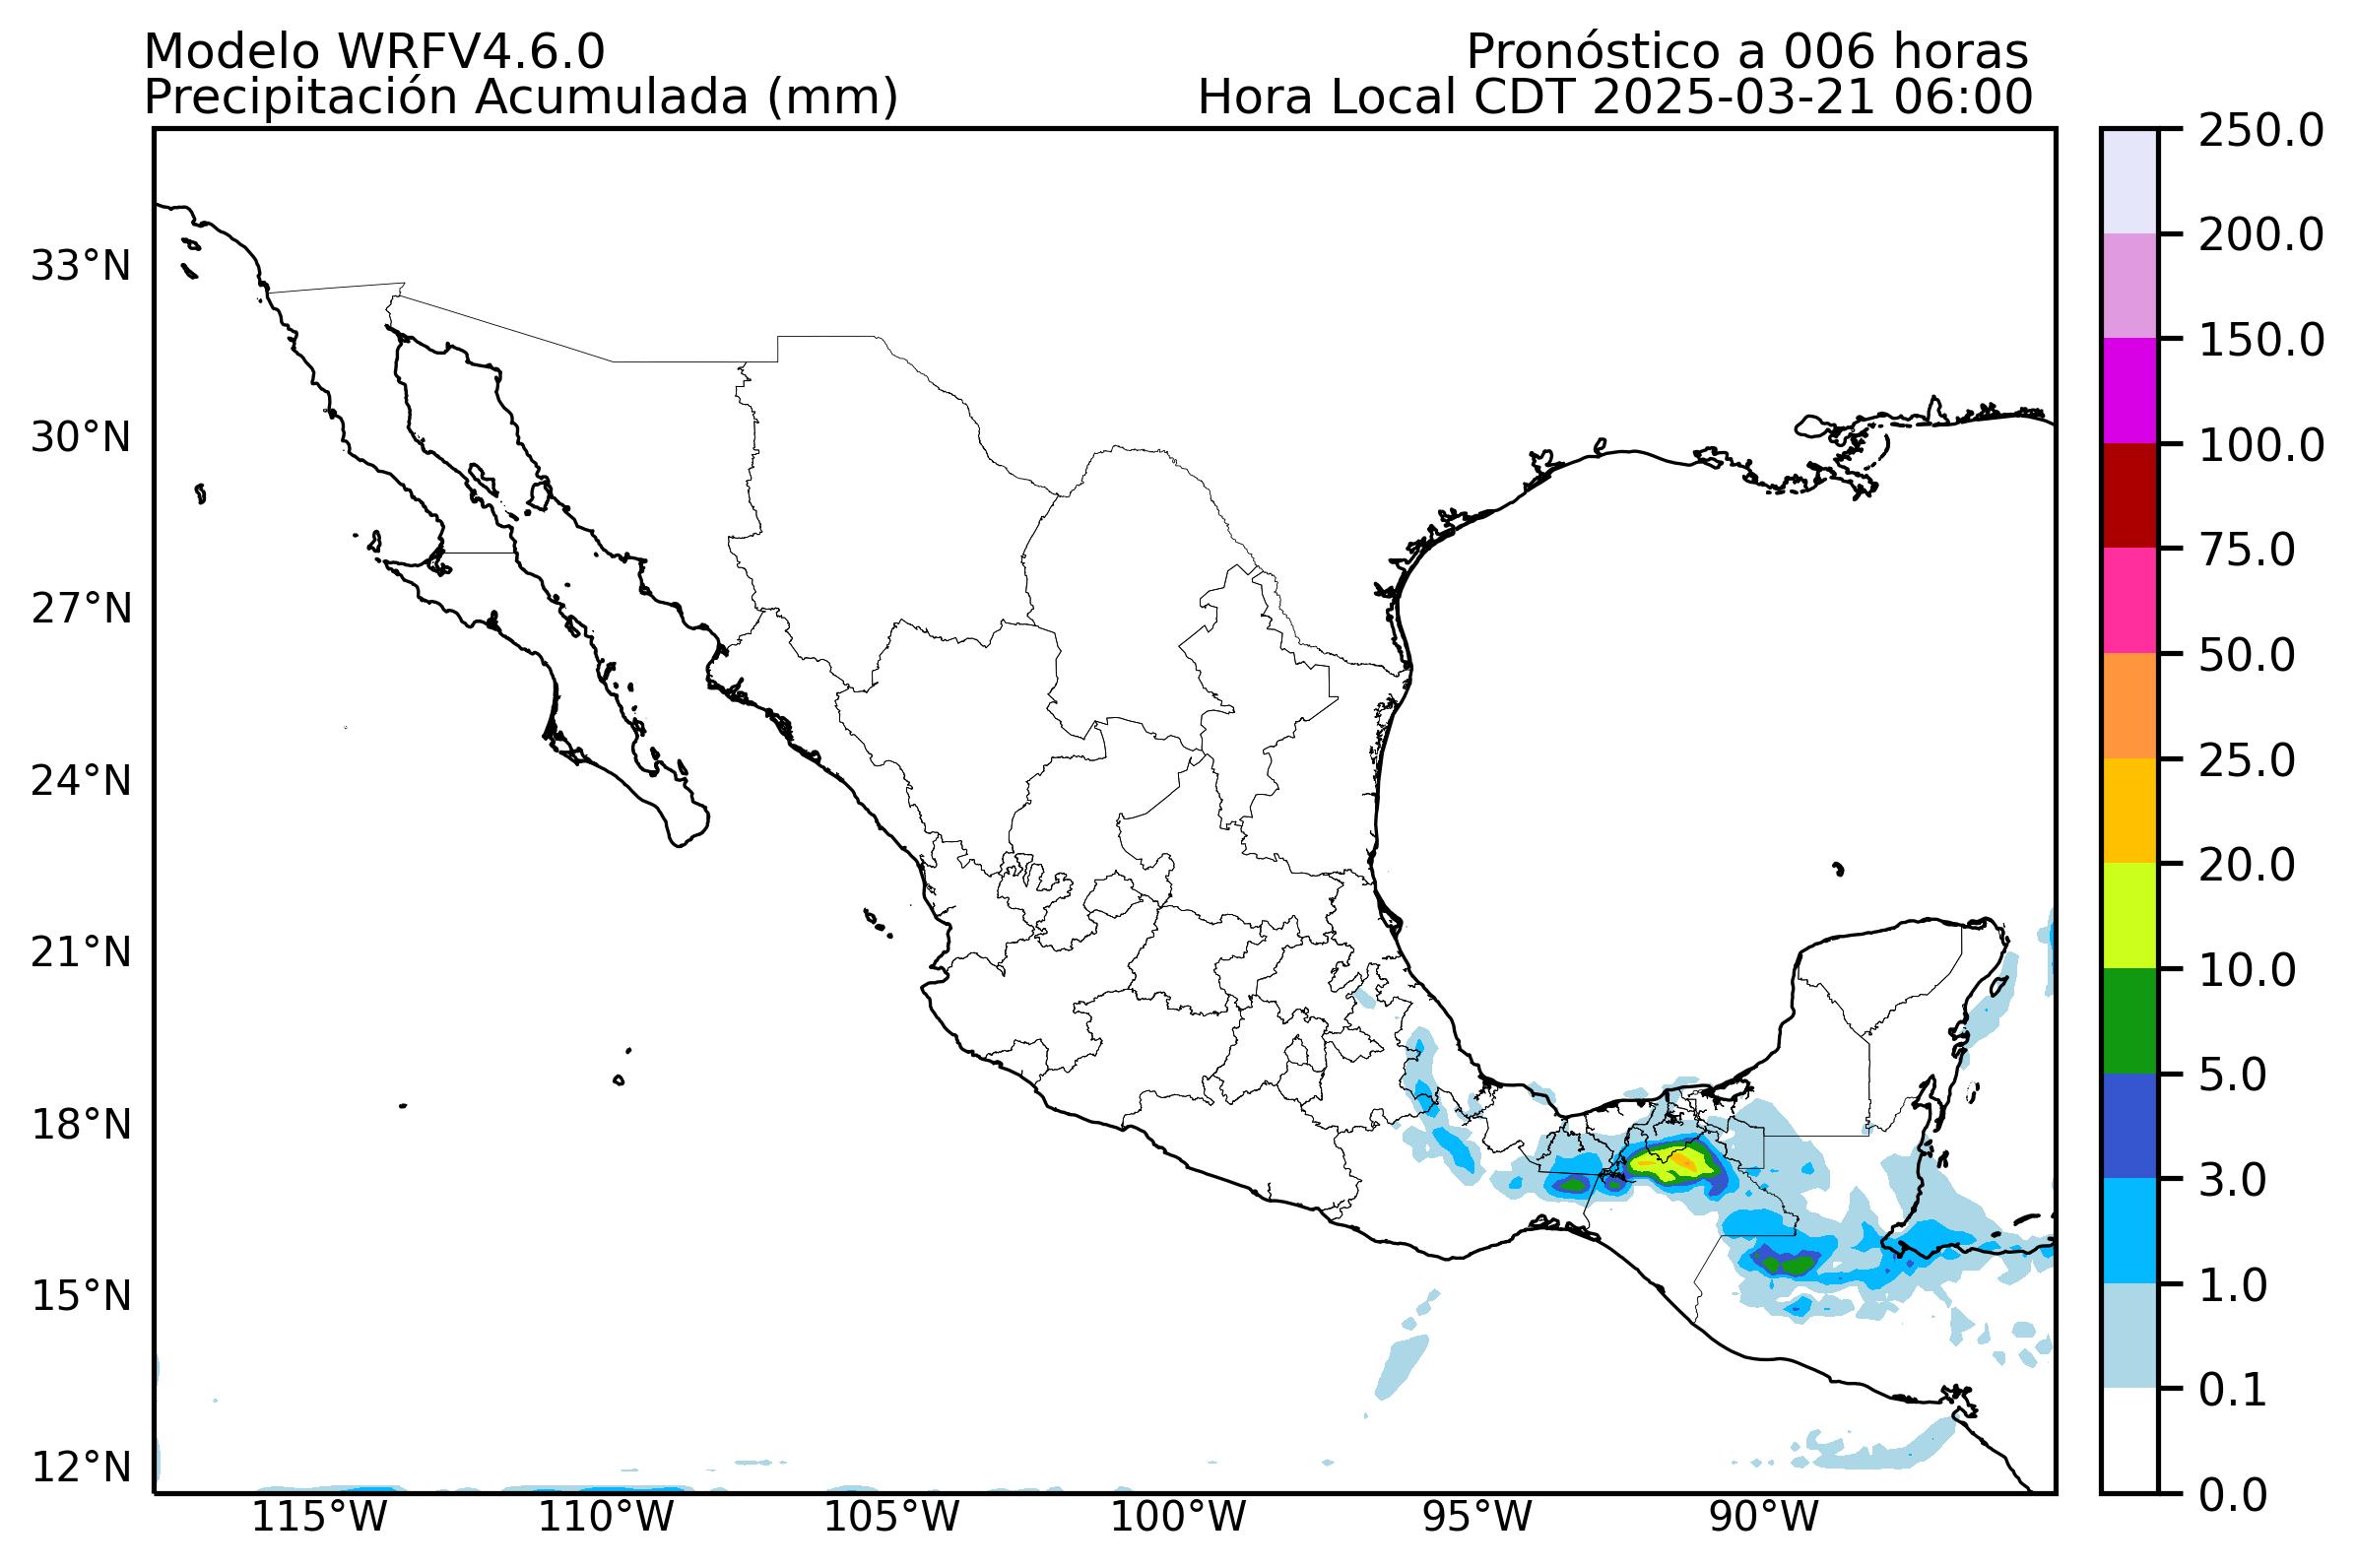 Modelo WRFV4.6.0
Pronóstico a 006 horas
Precipitación Acumulada (mm)
Hora Local CDT 2025-03-21 06:00
33°N
30°N
27°N
24°N
21°N
18°N
15°N
12°N
115°W
110°W
105°W
100°W
95°W
90°W
250.0
200.0
150.0
100.0
75.0
50.0
25.0
20.0
10.0
5.0
3.0
1.0
0.1
0.0